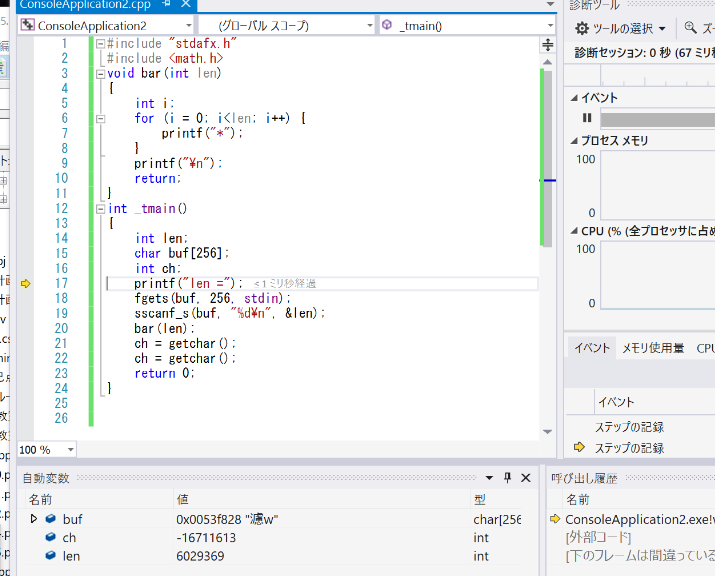 ConsoleApplication2.cpp
診断ツール
ConsoleApplication2
(グローバル スコープ)
_tmain()
ツールの選択
診断セッション: 0 秒 (67 ミリ秒
1 #include "stdafx.h"
2 #include <math.h>
3 void bar(int len)
4 {
5 int i;
6 for (i = 0; i<len; i++) {
7 printf("*");
8 }
9 printf("¥n");
10 return;
11 }
12 int _tmain()
13 {
14 int len;
15 char buf[256];
16 int ch;
17 printf("len ="); ≤ 1 ミリ秒経過
18 fgets(buf, 256, stdin);
19 sscanf_s(buf, "%d¥n", &len);
20 bar(len);
21 ch = getchar();
22 ch = getchar();
23 return 0;
24 }
25
26
100 %
イベント
プロセス メモリ
100
0
CPU (% (全プロセッサに占め
100
0
イベント
メモリ使用量
CPU
イベント
ステップの記録
ステップの記録
自動変数
名前
値
型
buf
0x0053f828 "濾w"
char[256
ch
-16711613
int
len
6029369
int
呼び出し履歴
名前
ConsoleApplication2.exe!
[外部コード]
[下のフレームは間違っている